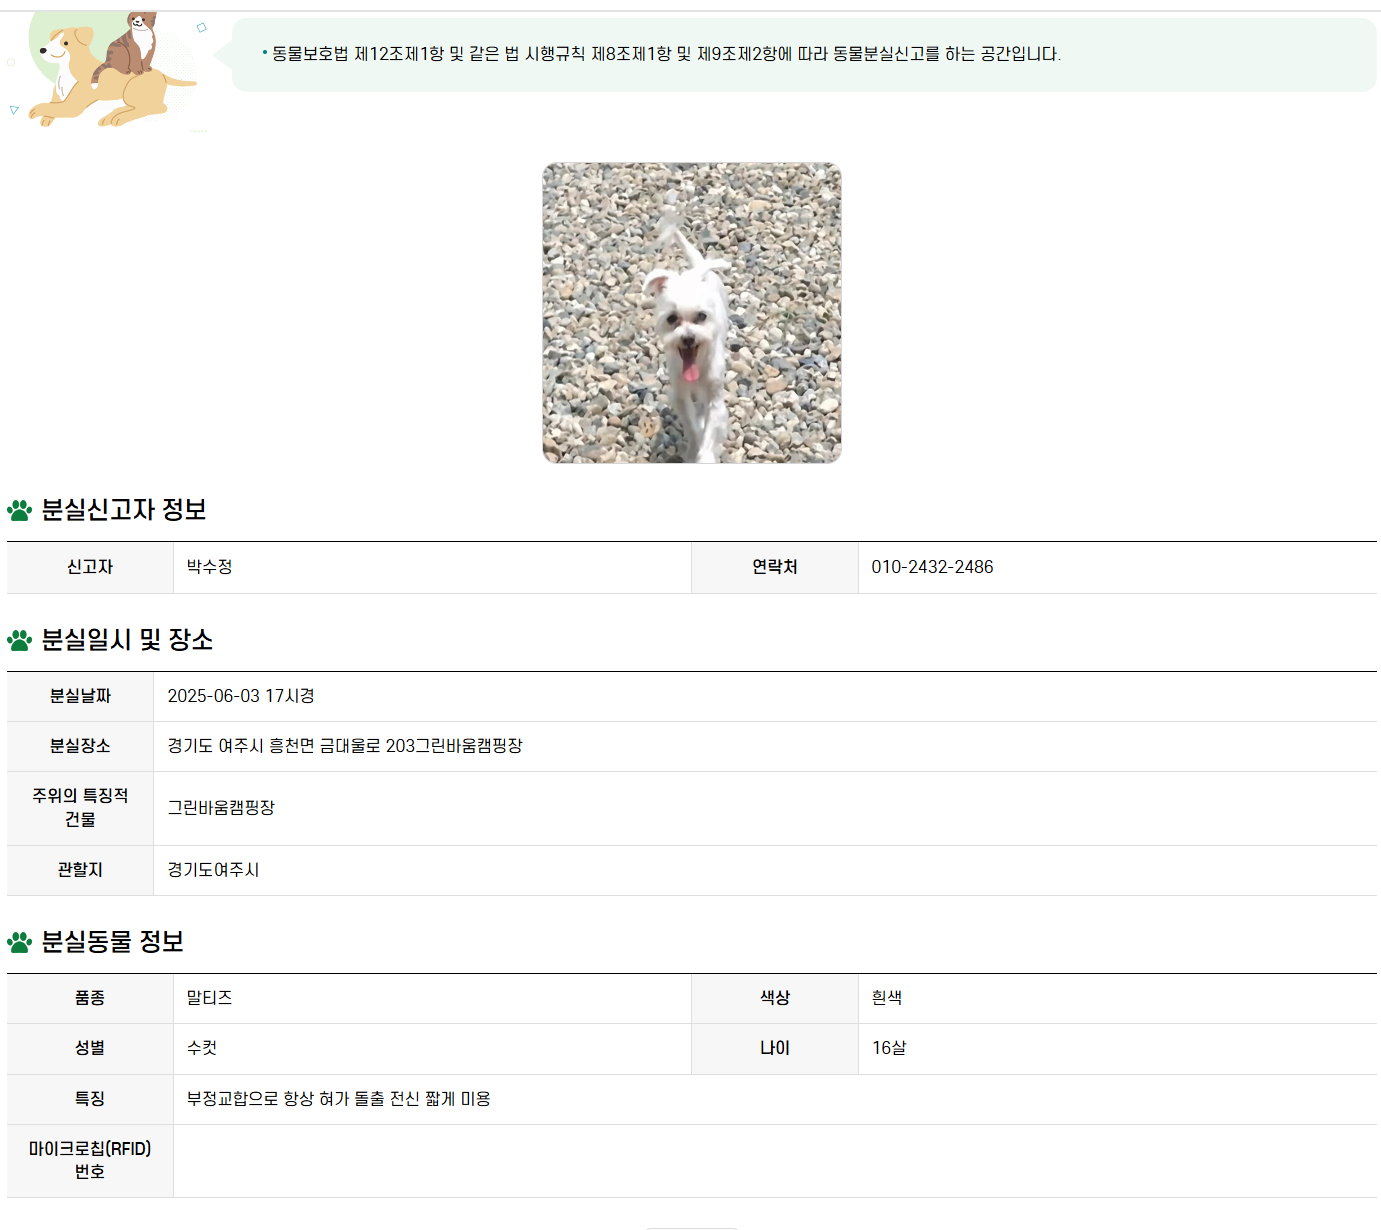 • 동물보호법 제12조제1항 및 같은 법 시행규칙 제8조제1항 및 제9조제2항에 따라 동물분실신고를 하는 공간입니다.
분실신고자 정보
신고자 박수정 연락처 010-2432-2486
분실일시 및 장소
분실날짜 2025-06-03 17시경
분실장소 경기도 여주시 흥천면 금대울로 203그린바움캠핑장
주위의 특징적
건물
그린바움캠핑장
관할지 경기도여주시
분실동물 정보
품종 말티즈 색상 흰색
성별 수컷 나이 16살
특징 부정교합으로 항상 혀가 돌출 전신 짧게 미용
마이크로칩(RFID)
번호